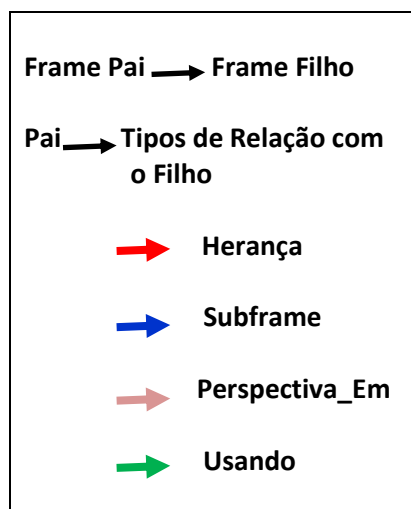 Frame Pai Frame Filho
Pai Tipos de Relação com
o Filho
Herança
Subframe
Perspectiva_Em
Usando